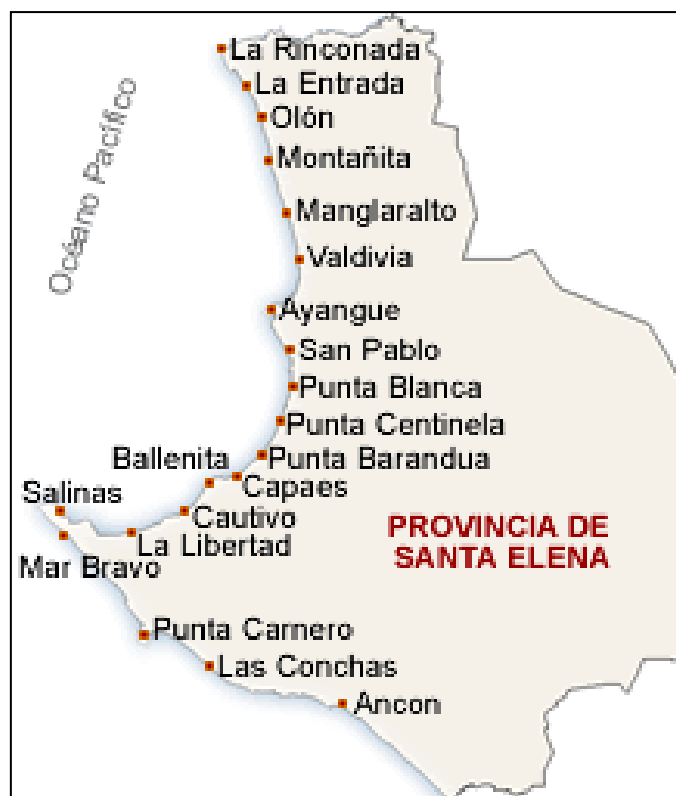 La Rinconada
La Entrada
Océano Pacífico
Olón
Montañita
Manglaralto
Valdivia
Ayangue
San Pablo
Punta Blanca
Punta Centinela
Ballenita
Punta Barandua
Capaes
Salinas
Cautivo
PROVINCIA DE
SANTA ELENA
La Libertad
Mar Bravo
Punta Carnero
Las Conchas
Ancon